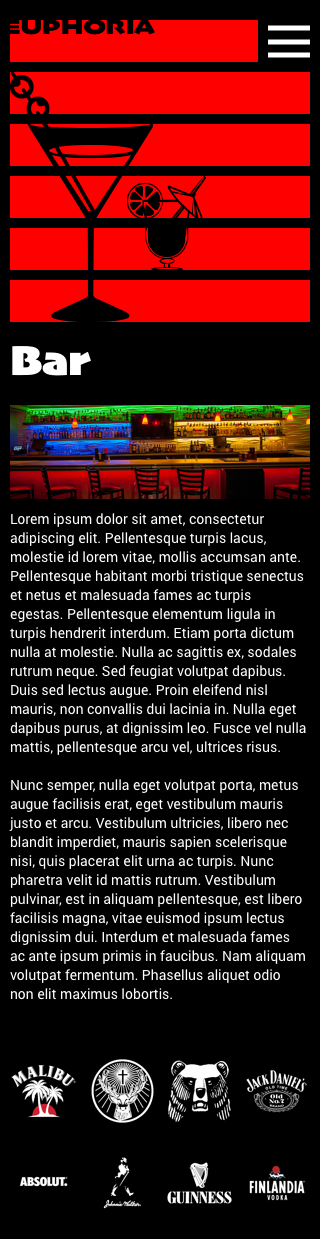 EUPHORIA
Bar
Lorem ipsum dolor sit amet, consectetur
adipiscing elit. Pellentesque turpis lacus,
molestie id lorem vitae, mollis accumsan ante.
Pellentesque habitant morbi tristique senectus
et netus et malesuada fames ac turpis
egestas. Pellentesque elementum ligula in
turpis hendrerit interdum. Etiam porta dictum
nulla at molestie. Nulla ac sagittis ex, sodales
rutrum neque. Sed feugiat volutpat dapibus.
Duis sed lectus augue. Proin eleifend nisl
mauris, non convallis dui lacinia in. Nulla eget
dapibus purus, at dignissim leo. Fusce vel nulla
mattis, pellentesque arcu vel, ultrices risus.
Nunc semper, nulla eget volutpat porta, metus
augue facilisis erat, eget vestibulum mauris
justo et arcu. Vestibulum ultricies, libero nec
blandit imperdiet, mauris sapien scelerisque
nisi, quis placerat elit urna ac turpis. Nunc
pharetra velit id mattis rutrum. Vestibulum
pulvinar, est in aliquam pellentesque, est libero
facilisis magna, vitae euismod ipsum lectus
dignissim dui. Interdum et malesuada fames
ac ante ipsum primis in faucibus. Nam aliquam
volutpat fermentum. Phasellus aliquet odio
non elit maximus lobortis.
MALIBU
JACK DANIEL'S
OLD TIME
Old
No.7
BRAND
ABSOLUT.
Johnnie Walker.
GUINNESS
FINLANDIA
VODKA